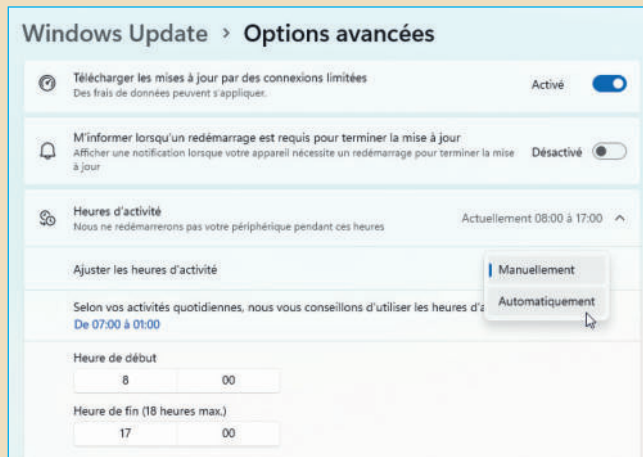 Windows Update > Options avancées
Télécharger les mises à jour par des connexions limitées
Des frais de données peuvent s'appliquer.
Activé
M'informer lorsqu'un redémarrage est requis pour terminer la mise à jour
Afficher une notification lorsque votre appareil nécessite un redémarrage pour terminer la mise
à jour
Désactivé
Heures d'activité
Nous ne redémarrerons pas votre périphérique pendant ces heures
Actuellement 08:00 à 17:00
Ajuster les heures d'activité
Manuellement
Automatiquement
Selon vos activités quotidiennes, nous vous conseillons d'utiliser les heures
De 07:00 à 01:00
Heure de début
8 00
Heure de fin (18 heures max.)
17 00